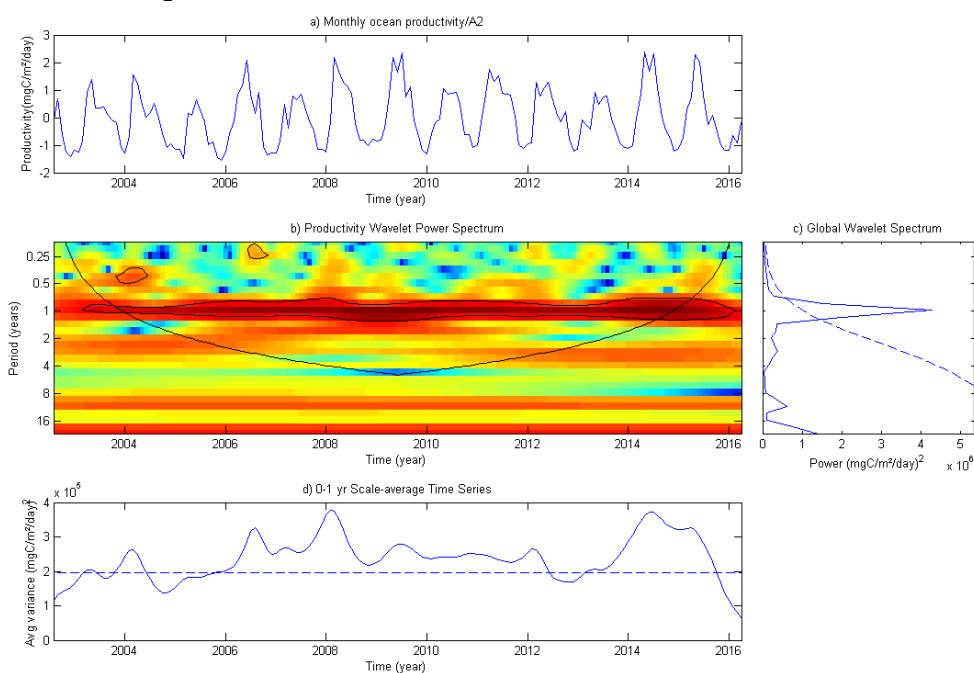 a) Monthly ocean productivity/A2
3
2
1
0
-1
-2
Productivity(mgC/m²/day)
2004 2006 2008 2010 2012 2014 2016
Time (year)
b) Productivity Wavelet Power Spectrum
0.25
0.5
1
2
4
8
16
Period (years)
2004 2006 2008 2010 2012 2014 2016
Time (year)
c) Global Wavelet Spectrum
0 1 2 3 4 5
Power (mgC/m²/day)²
x 10⁶
d) 0-1 yr Scale-average Time Series
x 10⁵
4
3
2
1
0
Avg variance (mgC/m²/day)²
2004 2006 2008 2010 2012 2014 2016
Time (year)